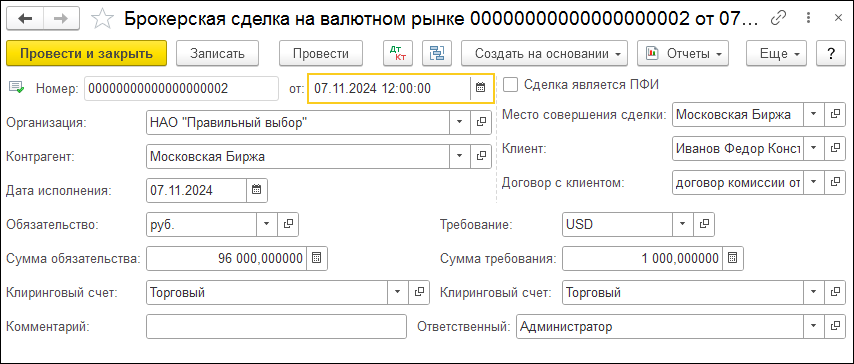 Брокерская сделка на валютном рынке 00000000000000000002 от 07...
Провести и закрыть Записать Провести Дт Кт Создать на основании Отчеты Еще ?
Номер: 00000000000000000002 от: 07.11.2024 12:00:00 Сделка является ПФИ
Организация: НАО "Правильный выбор" Место совершения сделки: Московская Биржа
Контрагент: Московская Биржа Клиент: Иванов Федор Конст
Дата исполнения: 07.11.2024 Договор с клиентом: договор комиссии от
Обязательство: руб. Требование: USD
Сумма обязательства: 96 000,000000 Сумма требования: 1 000,000000
Клиринговый счет: Торговый Клиринговый счет: Торговый
Комментарий: Ответственный: Администратор